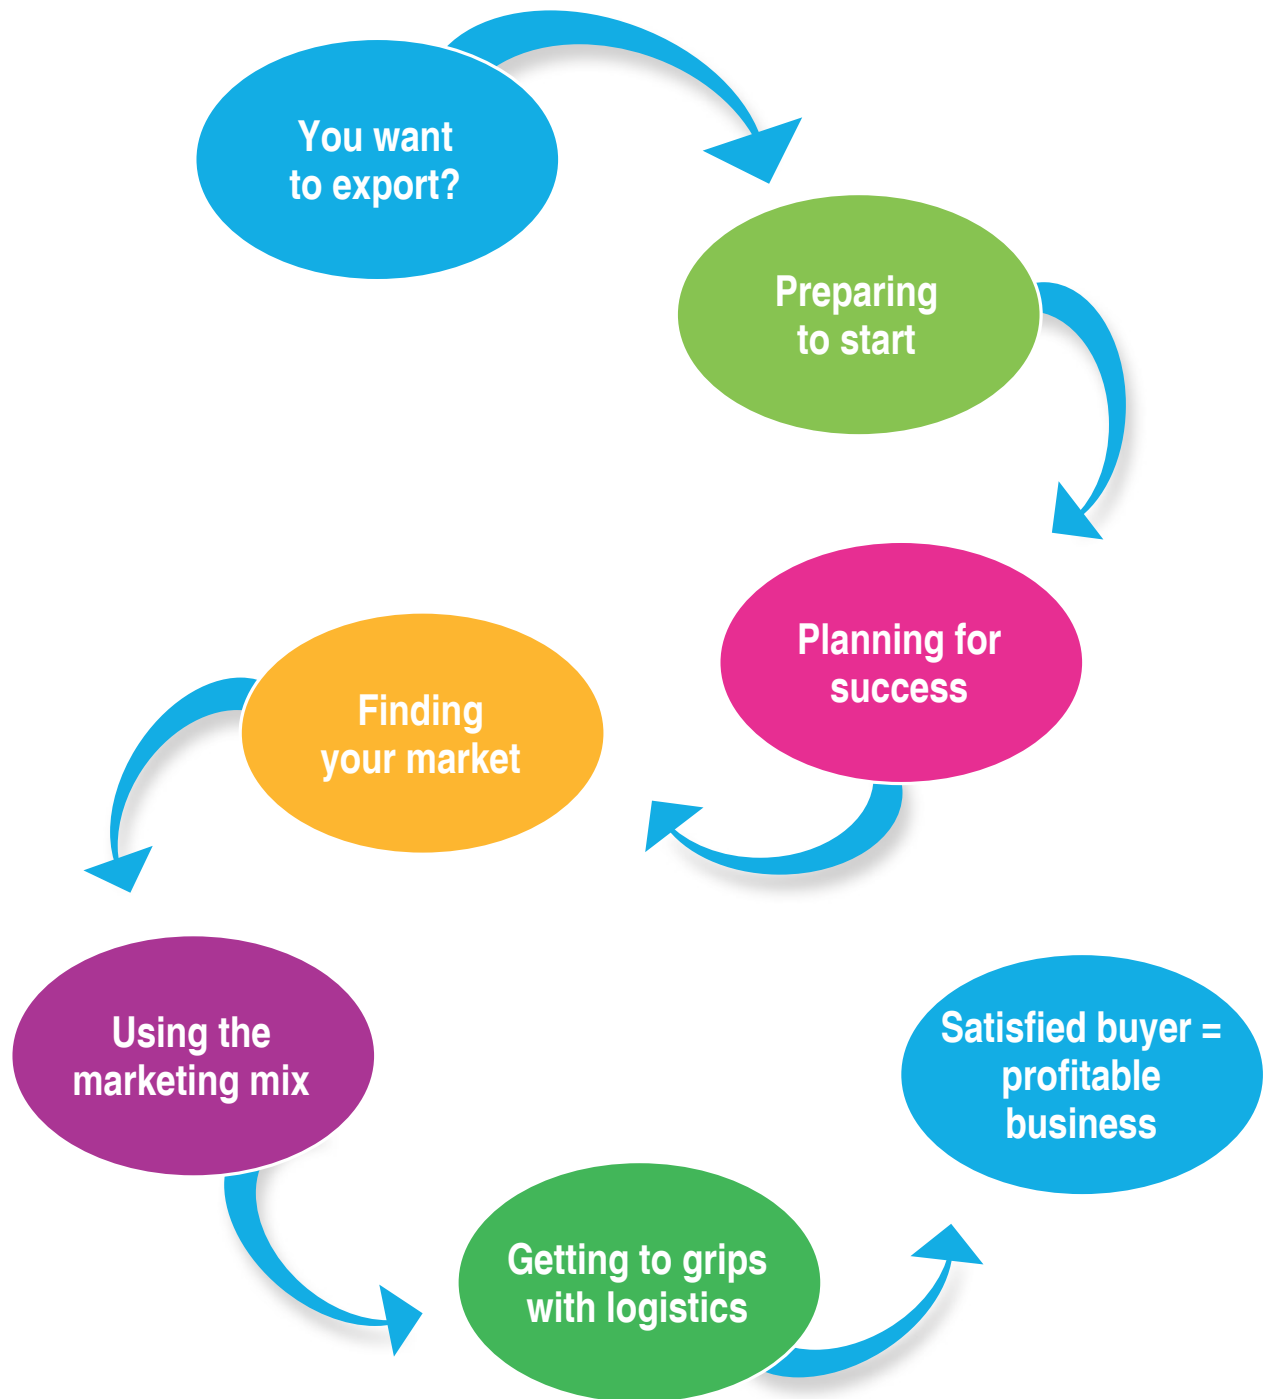 You want
to export?
Preparing
to start
Planning for
success
Finding
your market
Using the
marketing mix
Getting to grips
with logistics
Satisfied buyer =
profitable
business